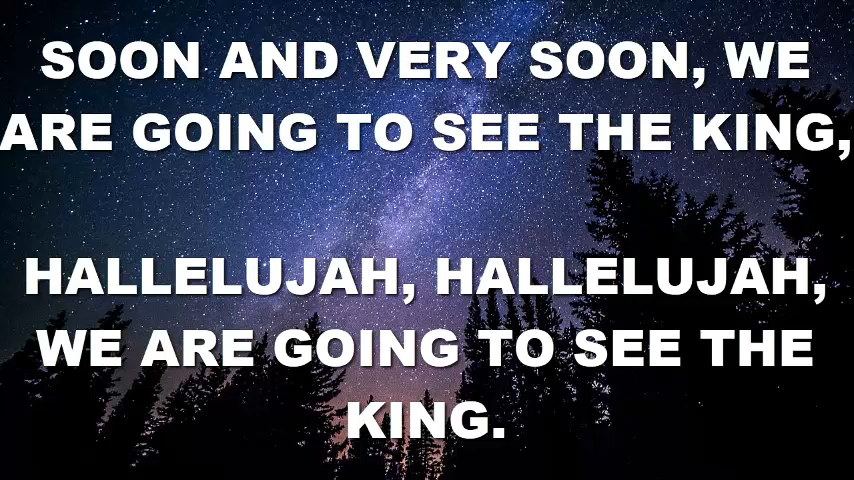 SOON AND VERY SOON, WE
ARE GOING TO SEE THE KING,
HALLELUJAH, HALLELUJAH,
WE ARE GOING TO SEE THE
KING.